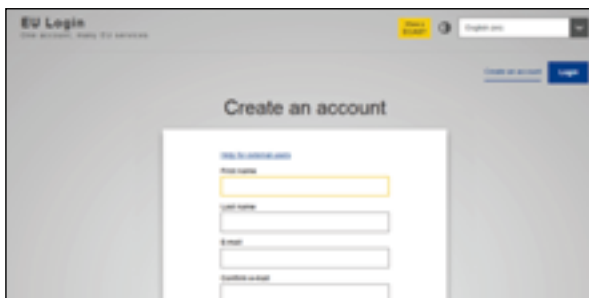 EU Login
One account, many EU services
English (en)
Create an account
Login
Create an account
Help for external users
First name
Last name
E-mail
Confirm e-mail